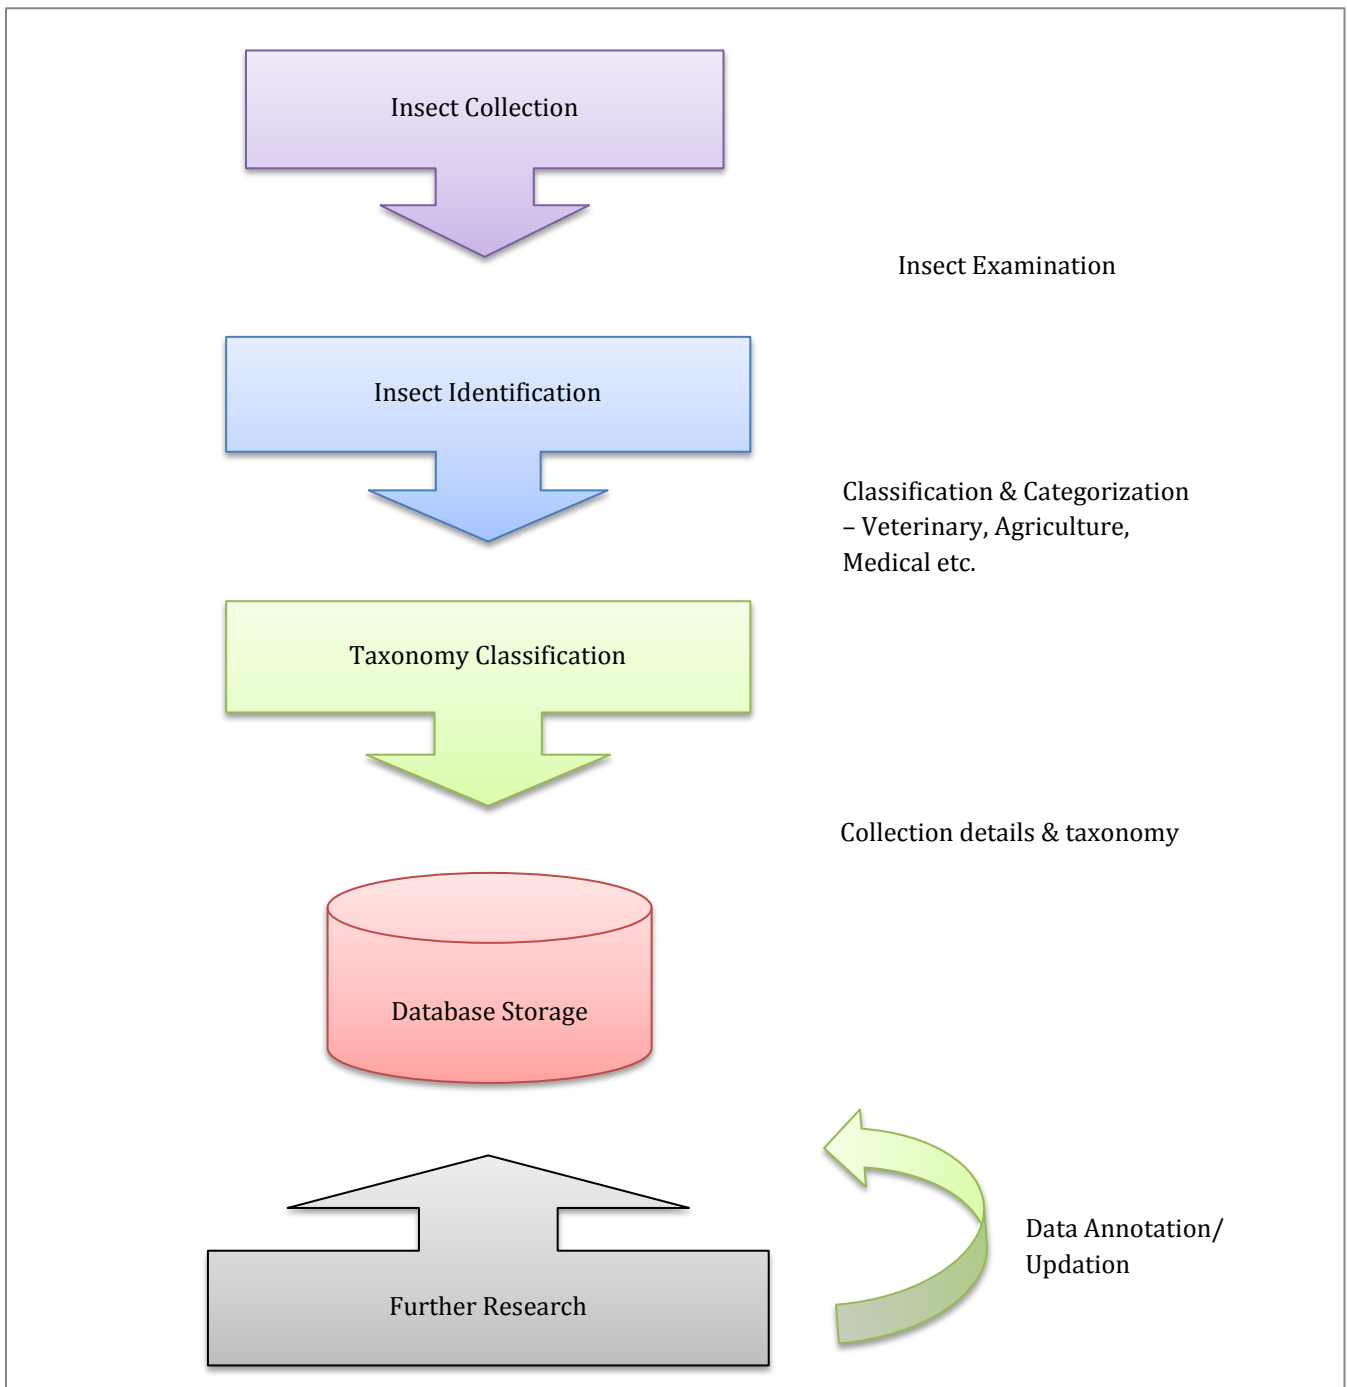 Insect Collection
Insect Examination
Insect Identification
Classification & Categorization
– Veterinary, Agriculture,
Medical etc.
Taxonomy Classification
Collection details & taxonomy
Database Storage
Data Annotation/
Updation
Further Research